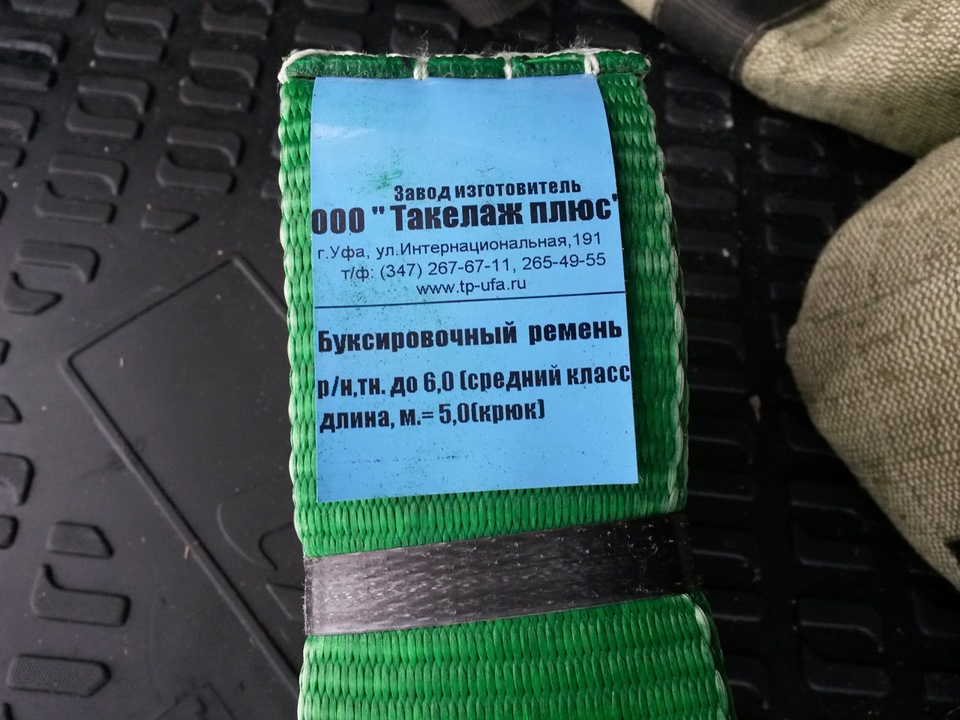 Завод изготовитель
ООО " Такелаж плюс"
г.Уфа, ул.Интернациональная,191
т/ф: (347) 267-67-11, 265-49-55
www.tp-ufa.ru
Буксировочный ремень
р/н,тн. до 6,0 (средний класс
длина, м.= 5,0(крюк)